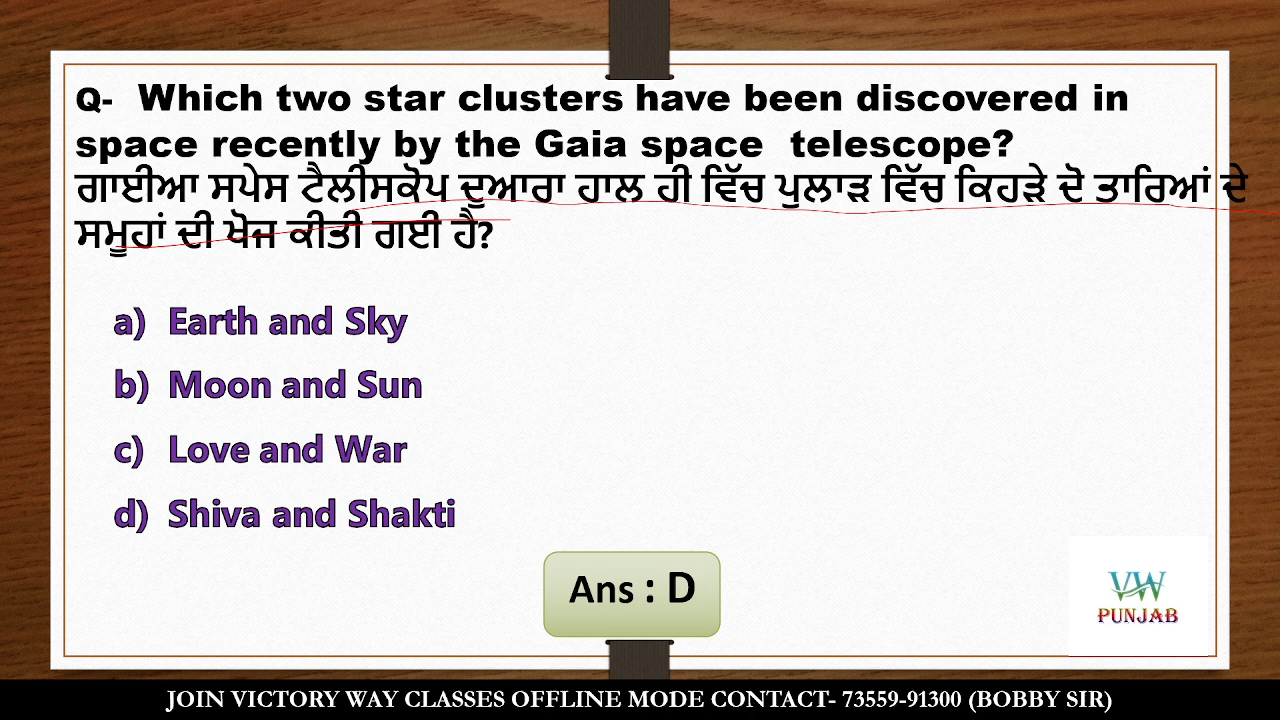 Q- Which two star clusters have been discovered in
space recently by the Gaia space telescope?
ਗਾਈਆ ਸਪੇਸ ਟੈਲੀਸਕੋਪ ਦੁਆਰਾ ਹਾਲ ਹੀ ਵਿੱਚ ਪੁਲਾੜ ਵਿੱਚ ਕਿਹੜੇ ਦੋ ਤਾਰਿਆਂ ਦੇ
ਸਮੂਹਾਂ ਦੀ ਖੋਜ ਕੀਤੀ ਗਈ ਹੈ?
a) Earth and Sky
b) Moon and Sun
c) Love and War
d) Shiva and Shakti
Ans : D
VW
PUNJAB
JOIN VICTORY WAY CLASSES OFFLINE MODE CONTACT- 73559-91300 (BOBBY SIR)